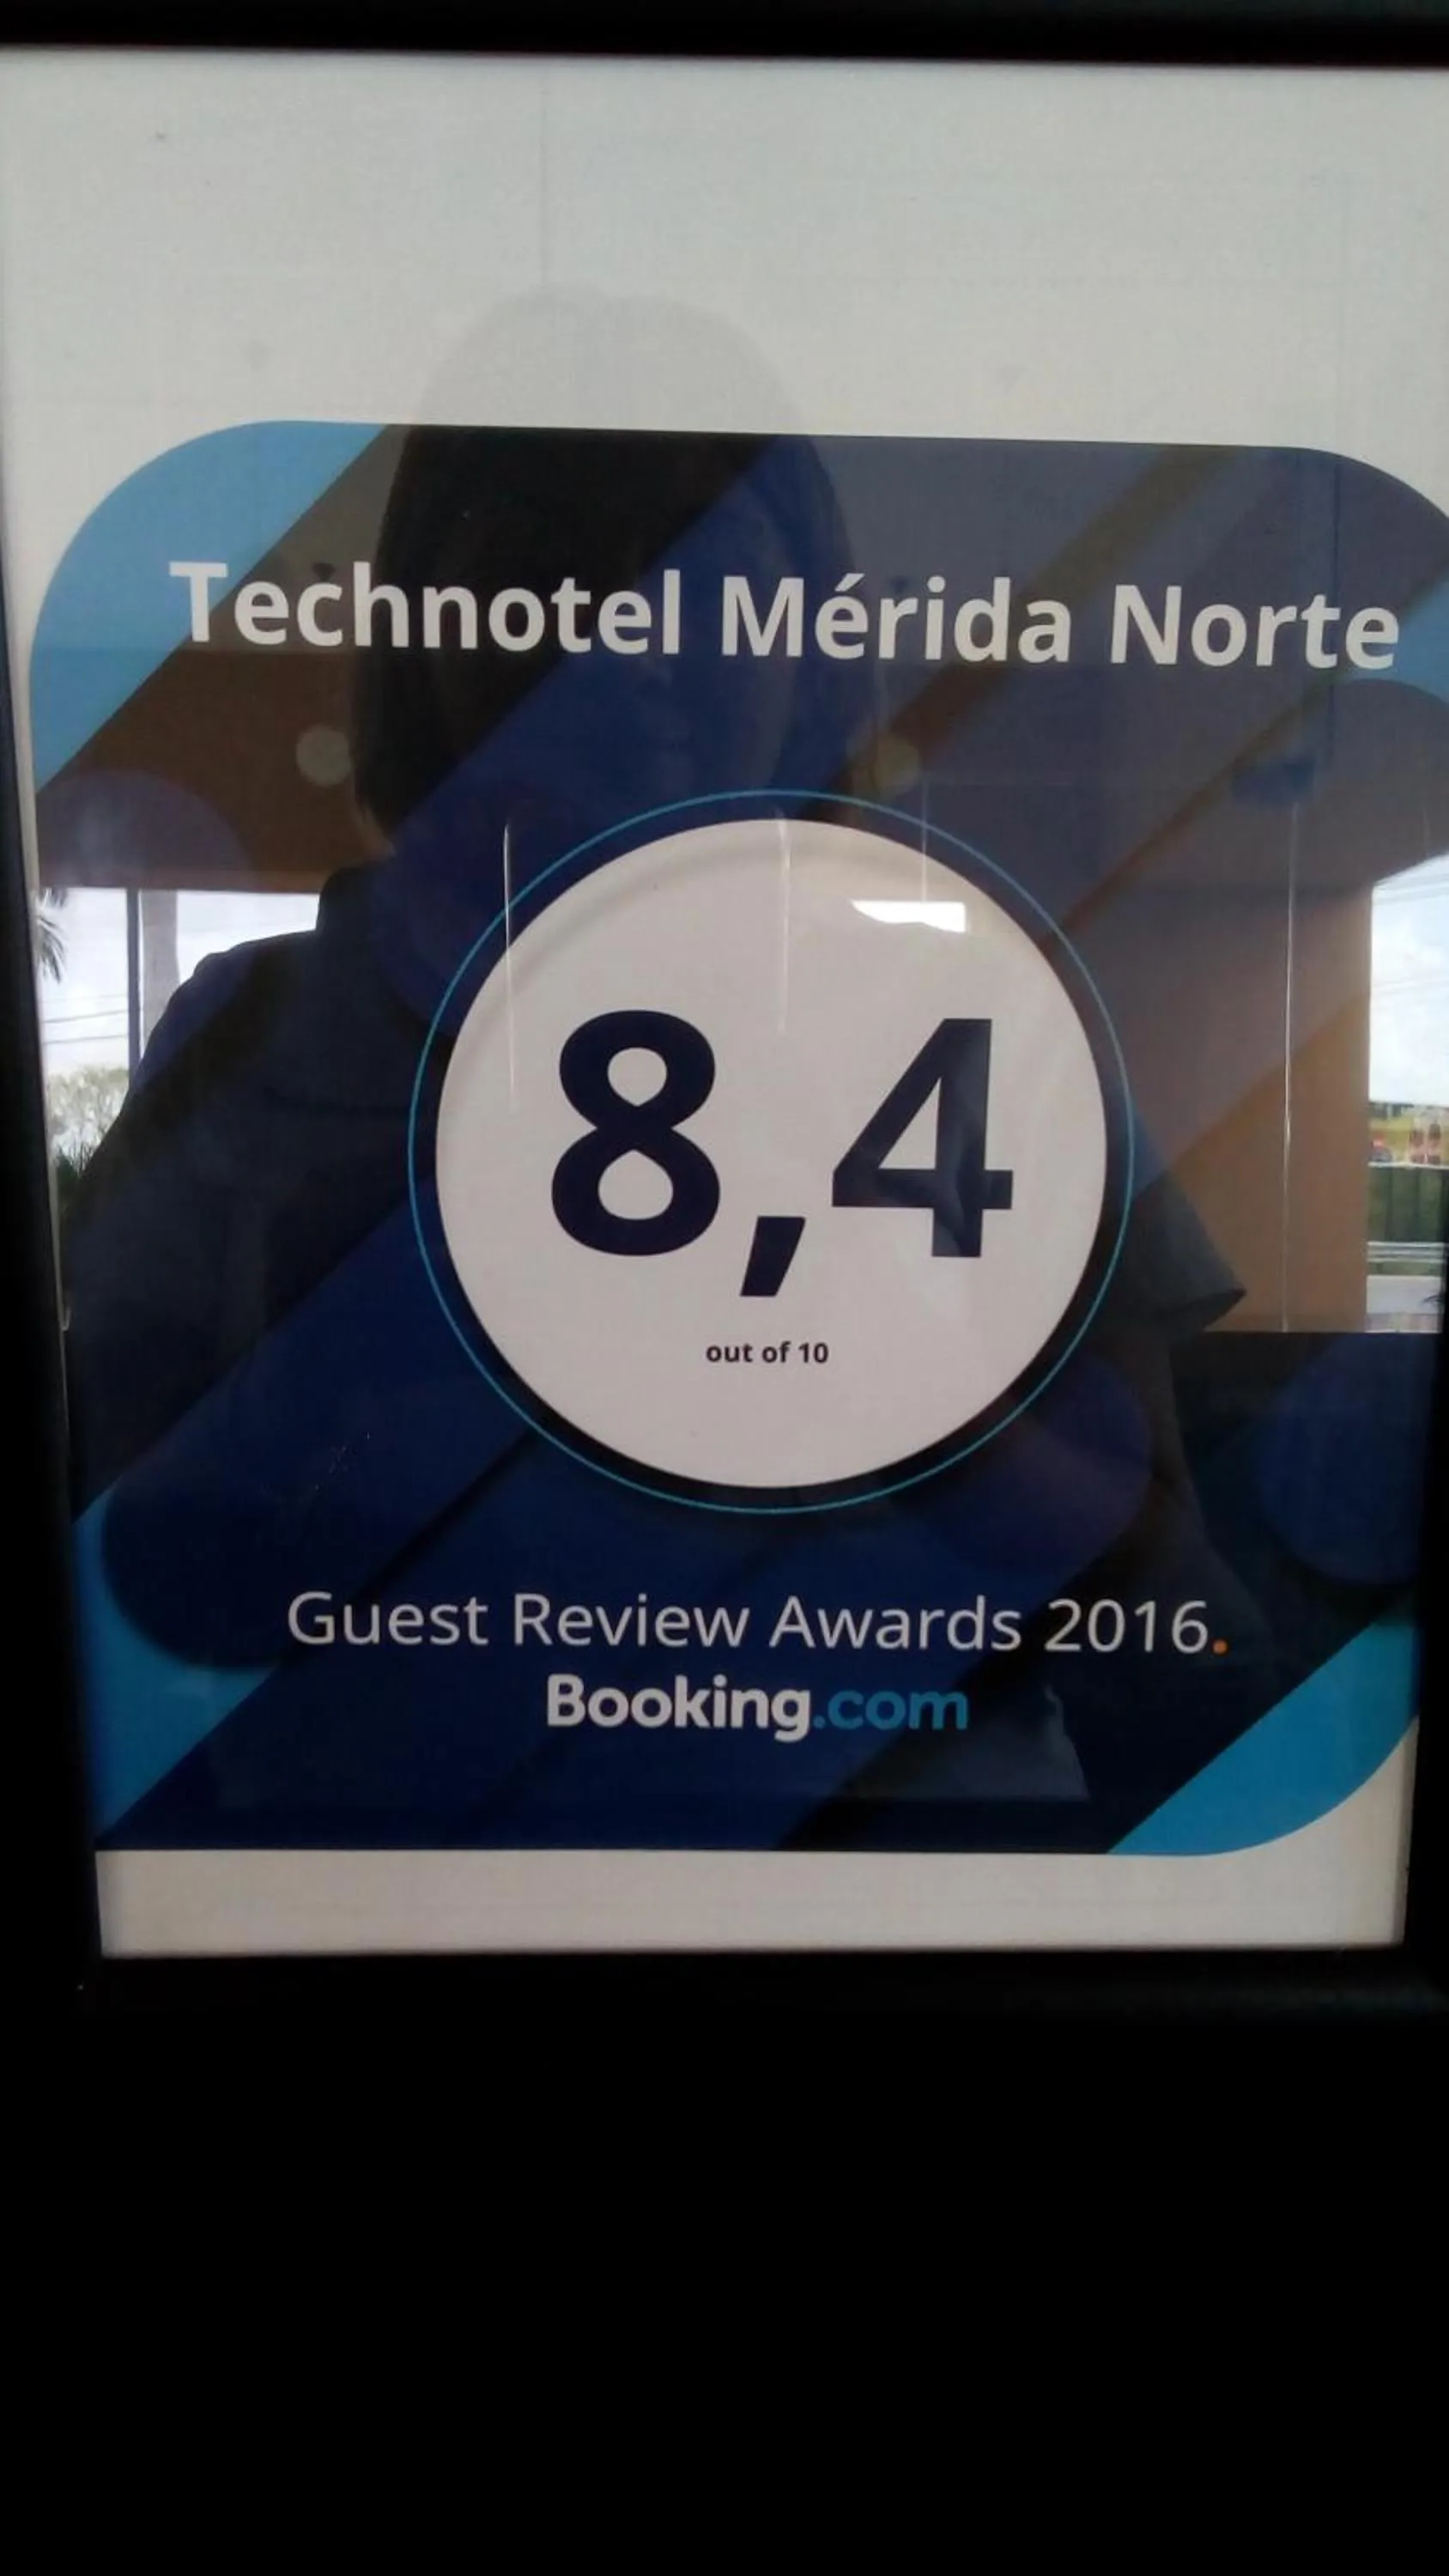 Technotel Mérida Norte
8,4
out of 10
Guest Review Awards 2016.
Booking.com